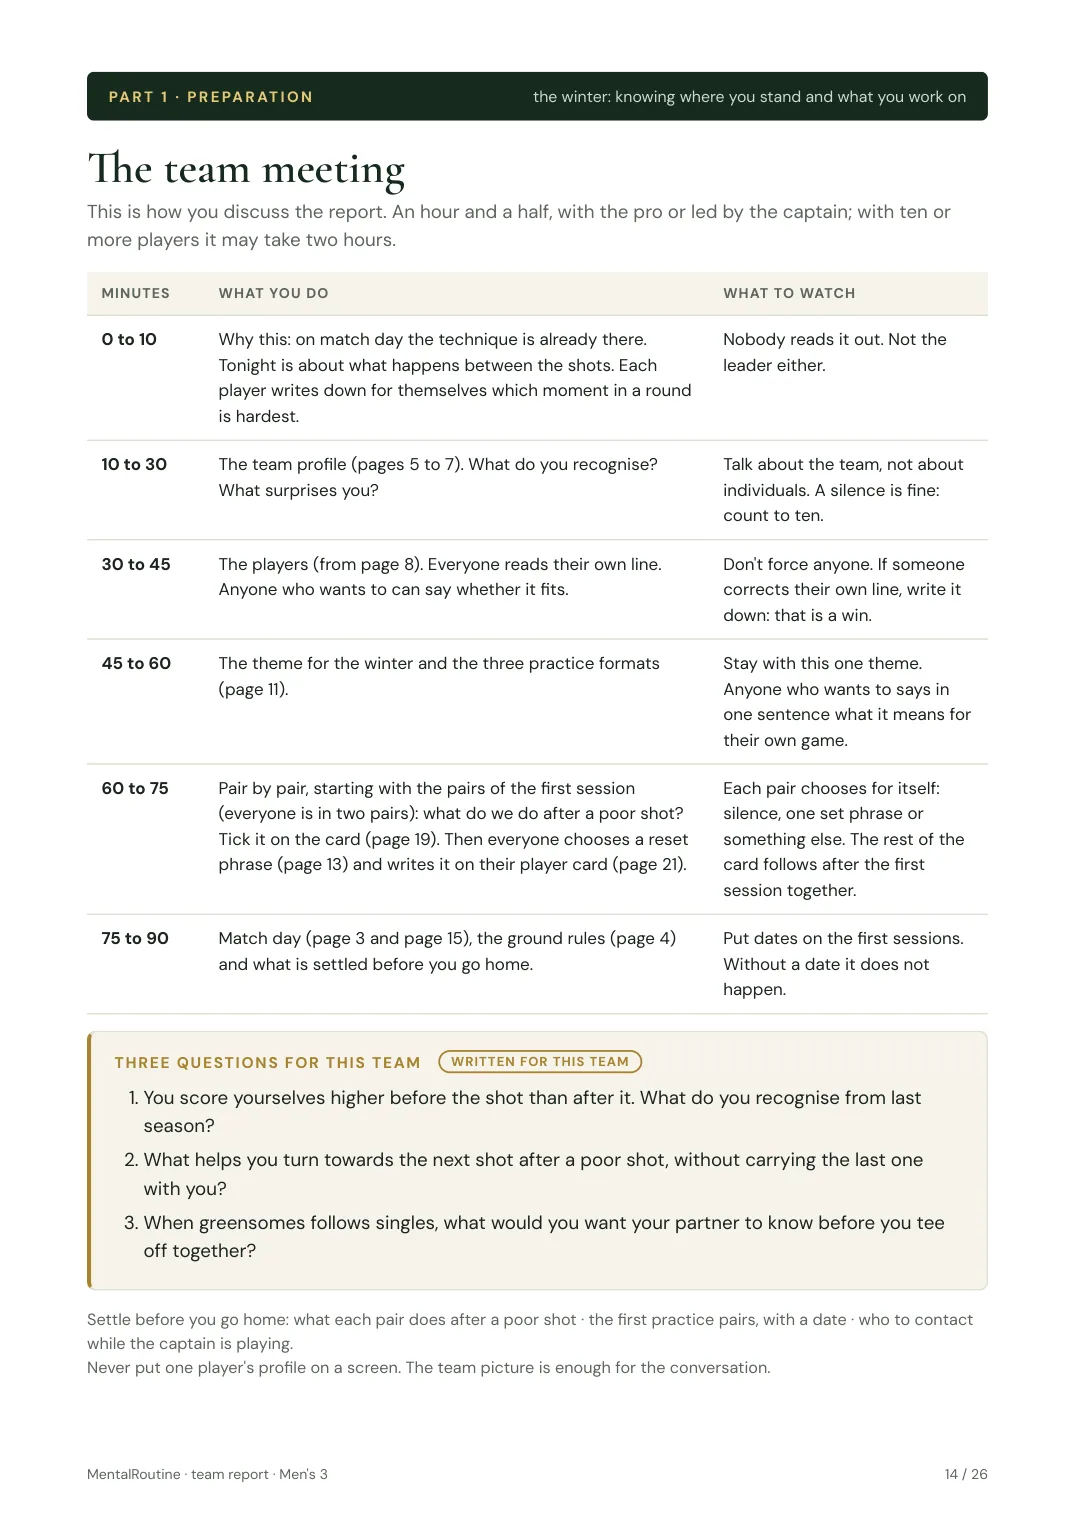 PART 1 · PREPARATION
the winter: knowing where you stand and what you work on
The team meeting
This is how you discuss the report. An hour and a half, with the pro or led by the captain; with ten or
more players it may take two hours.
MINUTES WHAT YOU DO WHAT TO WATCH
0 to 10
Why this: on match day the technique is already there.
Tonight is about what happens between the shots. Each
player writes down for themselves which moment in a round
is hardest.
Nobody reads it out. Not the
leader either.
10 to 30
The team profile (pages 5 to 7). What do you recognise?
What surprises you?
Talk about the team, not about
individuals. A silence is fine:
count to ten.
30 to 45
The players (from page 8). Everyone reads their own line.
Anyone who wants to can say whether it fits.
Don't force anyone. If someone
corrects their own line, write it
down: that is a win.
45 to 60
The theme for the winter and the three practice formats
(page 11).
Stay with this one theme.
Anyone who wants to says in
one sentence what it means for
their own game.
60 to 75
Pair by pair, starting with the pairs of the first session
(everyone is in two pairs): what do we do after a poor shot?
Tick it on the card (page 19). Then everyone chooses a reset
phrase (page 13) and writes it on their player card (page 21).
Each pair chooses for itself:
silence, one set phrase or
something else. The rest of the
card follows after the first
session together.
75 to 90
Match day (page 3 and page 15), the ground rules (page 4)
and what is settled before you go home.
Put dates on the first sessions.
Without a date it does not
happen.
THREE QUESTIONS FOR THIS TEAM WRITTEN FOR THIS TEAM
1. You score yourselves higher before the shot than after it. What do you recognise from last
season?
2. What helps you turn towards the next shot after a poor shot, without carrying the last one
with you?
3. When greensomes follows singles, what would you want your partner to know before you tee
off together?
Settle before you go home: what each pair does after a poor shot · the first practice pairs, with a date · who to contact
while the captain is playing.
Never put one player's profile on a screen. The team picture is enough for the conversation.
MentalRoutine · team report · Men's 3
14 / 26